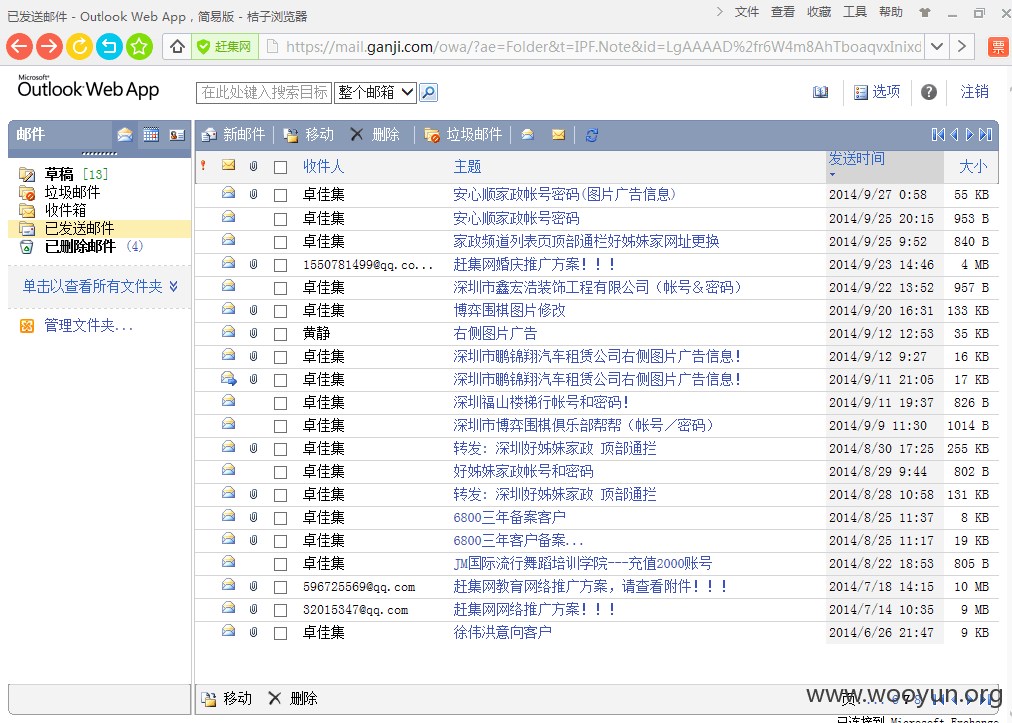 已发送邮件 - Outlook Web App，简易版 - 桔子浏览器
文件 查看 收藏 工具 帮助
赶集网 https://mail.ganji.com/owa/?ae=Folder&t=IPF.Note&id=LgAAAAD%2fr6W4m8AhTboaqvxInixd 票
Microsoft®
Outlook Web App
在此处键入搜索目标 整个邮箱
选项 注销
邮件
新邮件 移动 删除 垃圾邮件
收件人 主题 发送时间 大小
草稿 [13]
垃圾邮件
收件箱
已发送邮件
已删除邮件 (4)
单击以查看所有文件夹
管理文件夹...
卓佳集 安心顺家政帐号密码(图片广告信息) 2014/9/27 0:58 55 KB
卓佳集 安心顺家政帐号密码 2014/9/25 20:15 953 B
卓佳集 家政频道列表页顶部通栏好姊妹家网址更换 2014/9/25 9:52 840 B
1550781499@qq.co... 赶集网婚庆推广方案！！！ 2014/9/23 14:46 4 MB
卓佳集 深圳市鑫宏浩装饰工程有限公司（帐号＆密码） 2014/9/22 13:52 957 B
卓佳集 博弈围棋图片修改 2014/9/20 16:31 133 KB
黄静 右侧图片广告 2014/9/12 12:53 35 KB
卓佳集 深圳市鹏锦翔汽车租赁公司右侧图片广告信息！ 2014/9/12 9:27 16 KB
卓佳集 深圳市鹏锦翔汽车租赁公司右侧图片广告信息！ 2014/9/11 21:05 17 KB
卓佳集 深圳福山楼梯行帐号和密码！ 2014/9/11 19:37 826 B
卓佳集 深圳市博弈围棋俱乐部帮帮（帐号／密码） 2014/9/9 11:30 1014 B
卓佳集 转发: 深圳好姊妹家政 顶部通拦 2014/8/30 17:25 255 KB
卓佳集 好姊妹家政帐号和密码 2014/8/29 9:44 802 B
卓佳集 转发: 深圳好姊妹家政 顶部通拦 2014/8/28 10:58 131 KB
卓佳集 6800三年备案客户 2014/8/25 11:37 8 KB
卓佳集 6800三年客户备案... 2014/8/25 11:17 19 KB
卓佳集 JM国际流行舞蹈培训学院---充值2000账号 2014/8/22 18:53 805 B
596725569@qq.com 赶集网教育网络推广方案，请查看附件！！！ 2014/7/18 14:15 10 MB
32015347@qq.com 赶集网网络推广方案！！！ 2014/7/14 10:35 9 MB
卓佳集 徐伟洪意向客户 2014/6/26 21:47 9 KB
移动 删除
www.wooyun.org
已连接到 Microsoft Exchange